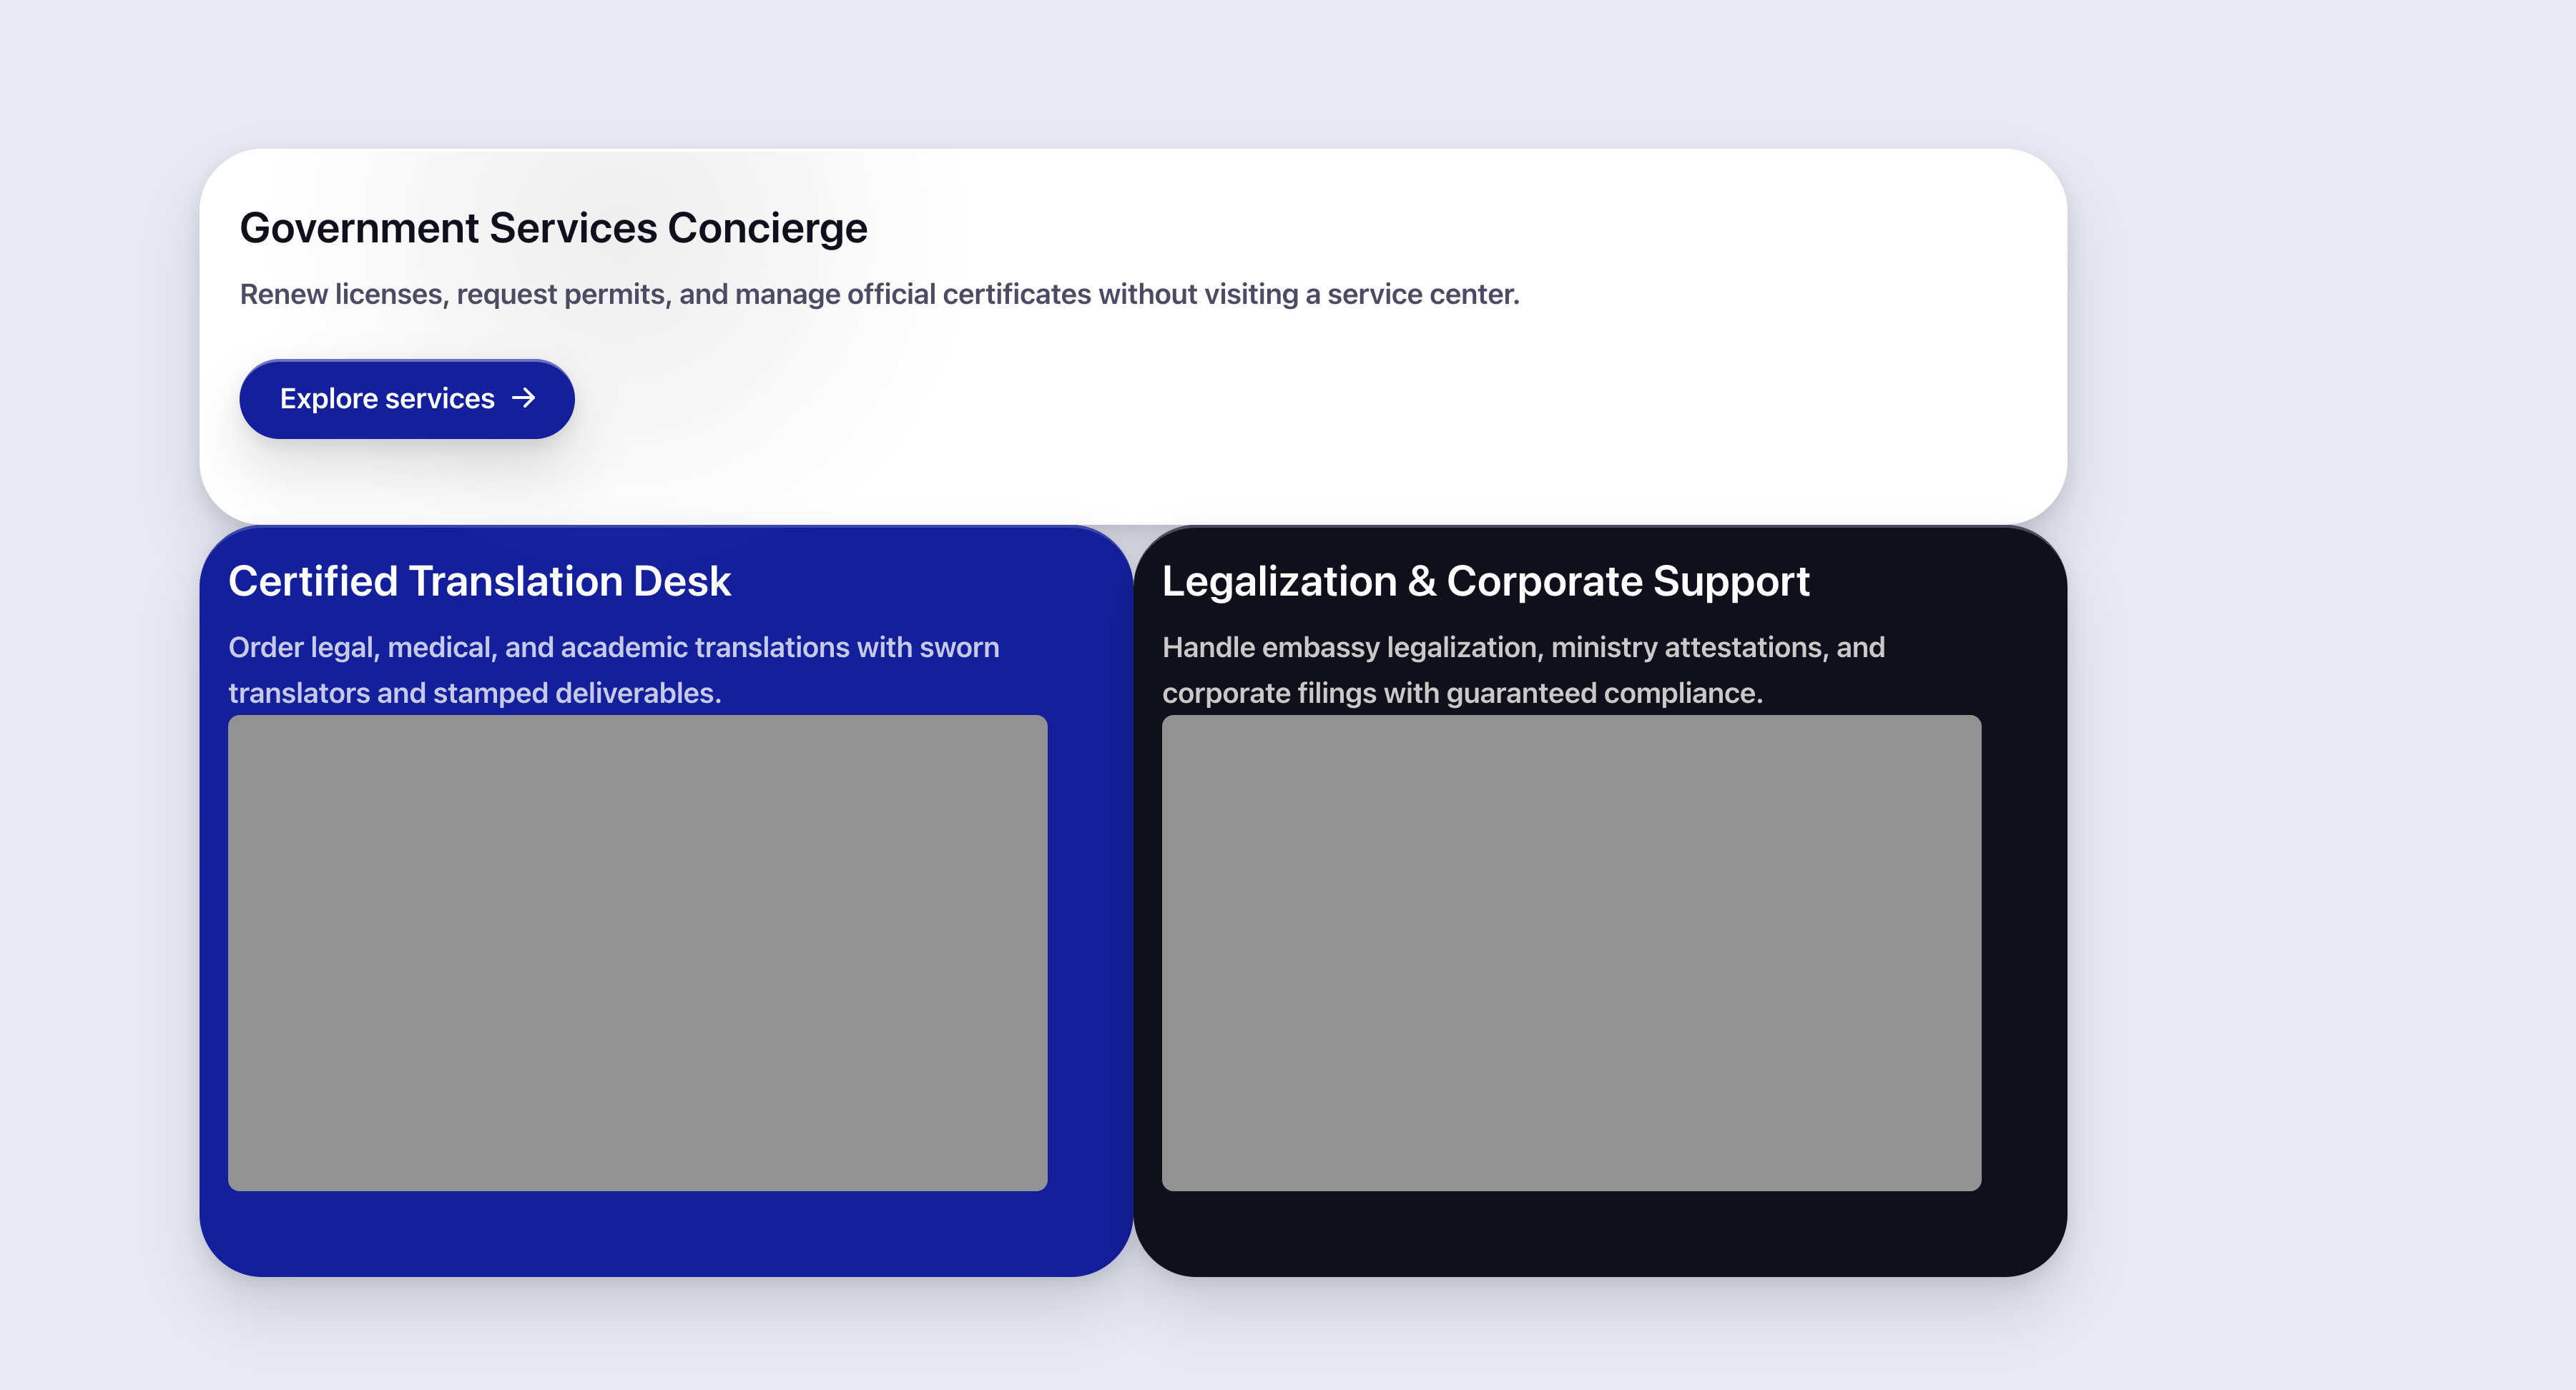 Government Services Concierge
Renew licenses, request permits, and manage official certificates without visiting a service center.
Explore services →
Certified Translation Desk
Order legal, medical, and academic translations with sworn
translators and stamped deliverables.
Legalization & Corporate Support
Handle embassy legalization, ministry attestations, and
corporate filings with guaranteed compliance.